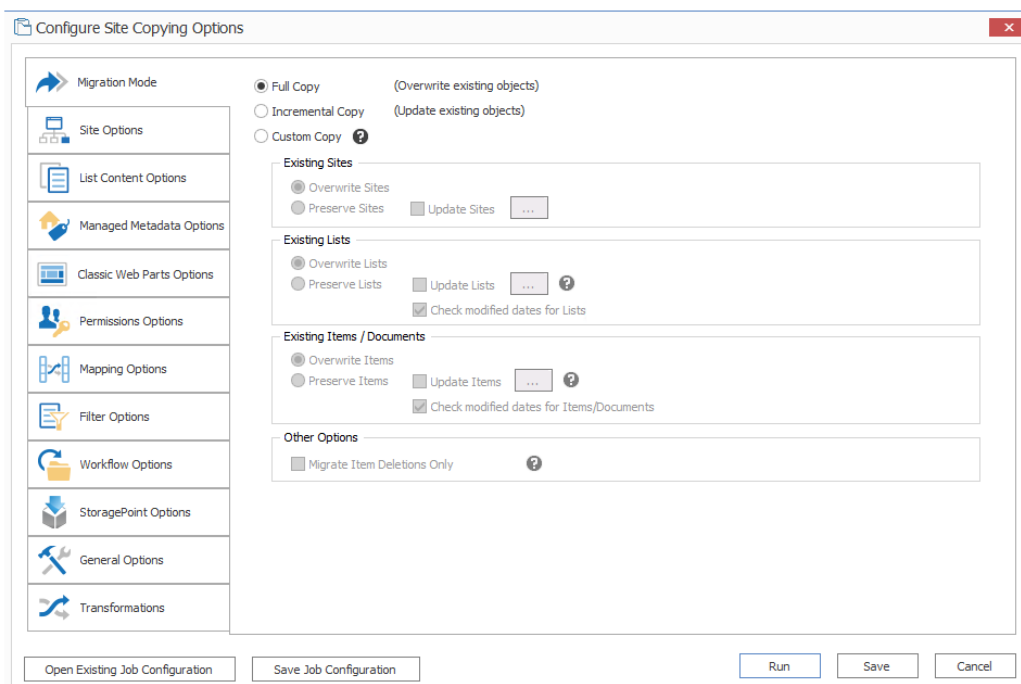 Configure Site Copying Options
Migration Mode
Site Options
List Content Options
Managed Metadata Options
Classic Web Parts Options
Permissions Options
Mapping Options
Filter Options
Workflow Options
StoragePoint Options
General Options
Transformations
Full Copy (Overwrite existing objects)
Incremental Copy (Update existing objects)
Custom Copy ?
Existing Sites
Overwrite Sites
Preserve Sites Update Sites ...
Existing Lists
Overwrite Lists
Preserve Lists Update Lists ... ?
Check modified dates for Lists
Existing Items / Documents
Overwrite Items
Preserve Items Update Items ... ?
Check modified dates for Items/Documents
Other Options
Migrate Item Deletions Only ?
Open Existing Job Configuration Save Job Configuration Run Save Cancel